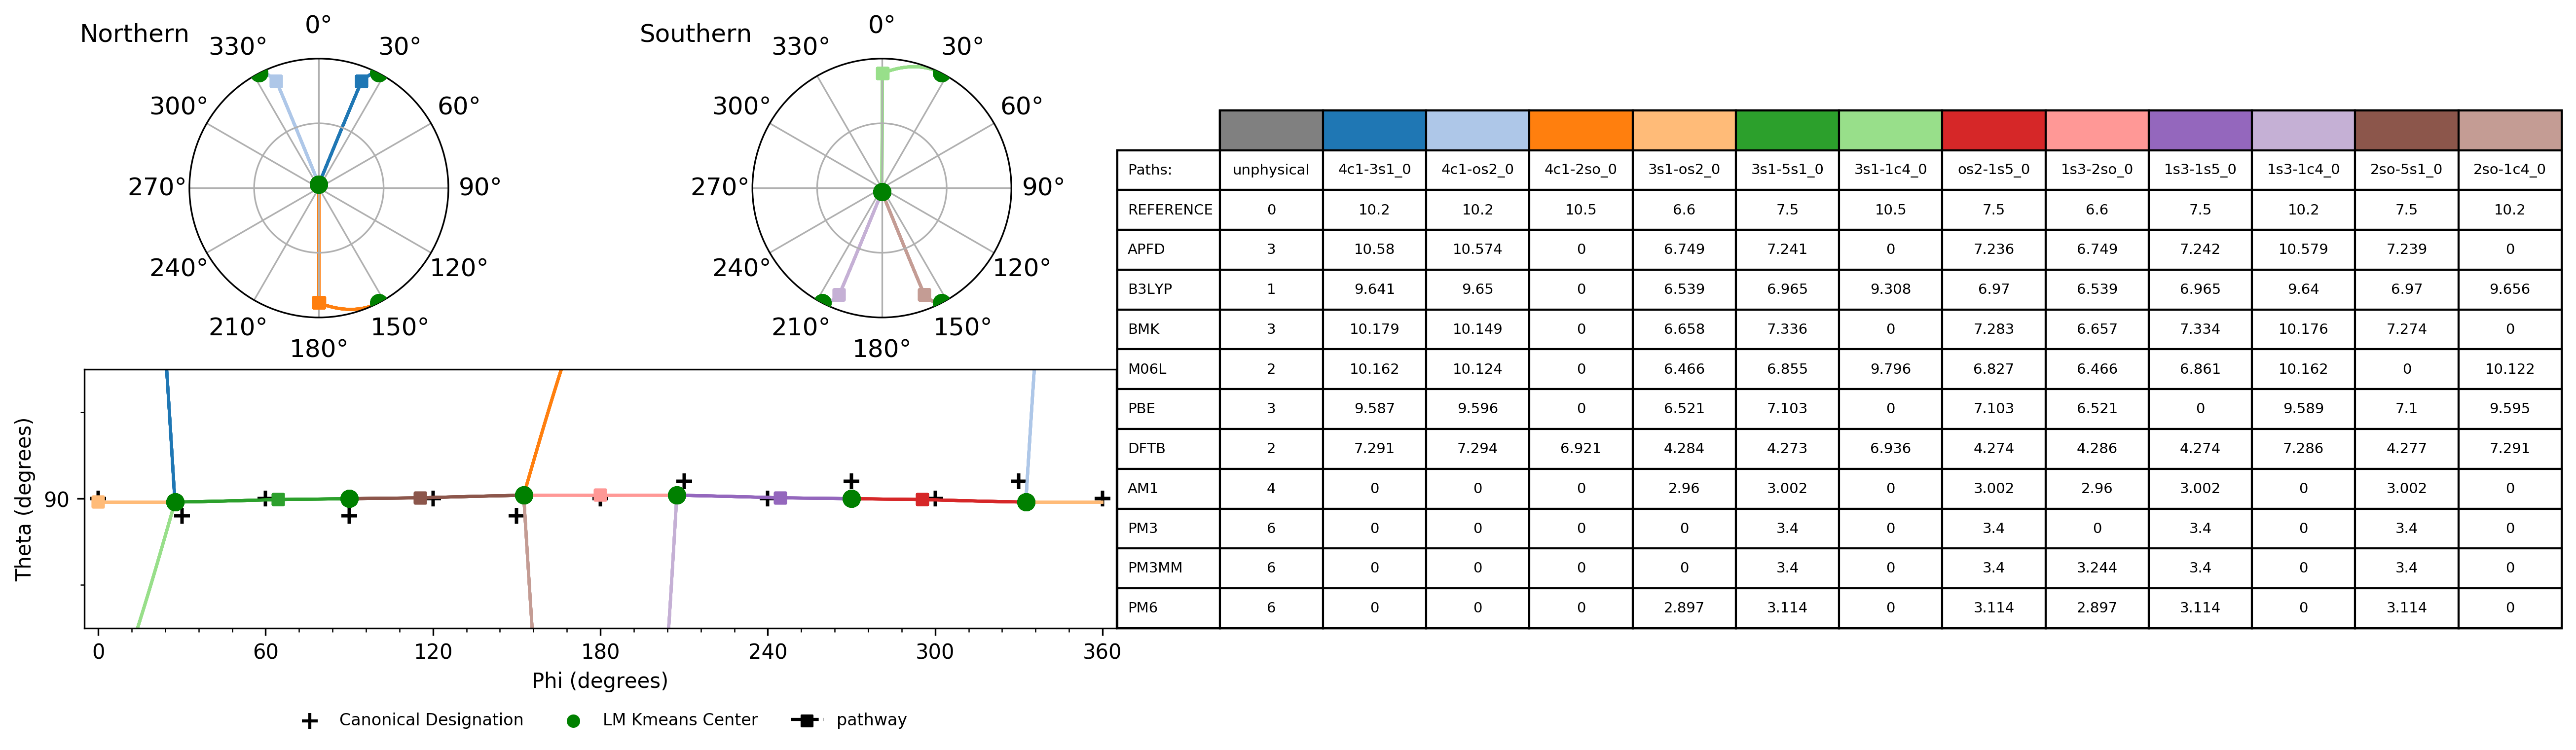 Northern
0°
30°
60°
90°
120°
150°
180°
210°
240°
270°
300°
330°
Southern
0°
30°
60°
90°
120°
150°
180°
210°
240°
270°
300°
330°
Theta (degrees)
90
0 60 120 180 240 300 360
Phi (degrees)
Canonical Designation LM Kmeans Center pathway
Paths: unphysical 4c1-3s1_0 4c1-os2_0 4c1-2so_0 3s1-os2_0 3s1-5s1_0 3s1-1c4_0 os2-1s5_0 1s3-2so_0 1s3-1s5_0 1s3-1c4_0 2so-5s1_0 2so-1c4_0
REFERENCE 0 10.2 10.2 10.5 6.6 7.5 10.5 7.5 6.6 7.5 10.2 7.5 10.2
APFD 3 10.58 10.574 0 6.749 7.241 0 7.236 6.749 7.242 10.579 7.239 0
B3LYP 1 9.641 9.65 0 6.539 6.965 9.308 6.97 6.539 6.965 9.64 6.97 9.656
BMK 3 10.179 10.149 0 6.658 7.336 0 7.283 6.657 7.334 10.176 7.274 0
M06L 2 10.162 10.124 0 6.466 6.855 9.796 6.827 6.466 6.861 10.162 0 10.122
PBE 3 9.587 9.596 0 6.521 7.103 0 7.103 6.521 0 9.589 7.1 9.595
DFTB 2 7.291 7.294 6.921 4.284 4.273 6.936 4.274 4.286 4.274 7.286 4.277 7.291
AM1 4 0 0 0 2.96 3.002 0 3.002 2.96 3.002 0 3.002 0
PM3 6 0 0 0 0 3.4 0 3.4 0 3.4 0 3.4 0
PM3MM 6 0 0 0 0 3.4 0 3.4 3.244 3.4 0 3.4 0
PM6 6 0 0 0 2.897 3.114 0 3.114 2.897 3.114 0 3.114 0